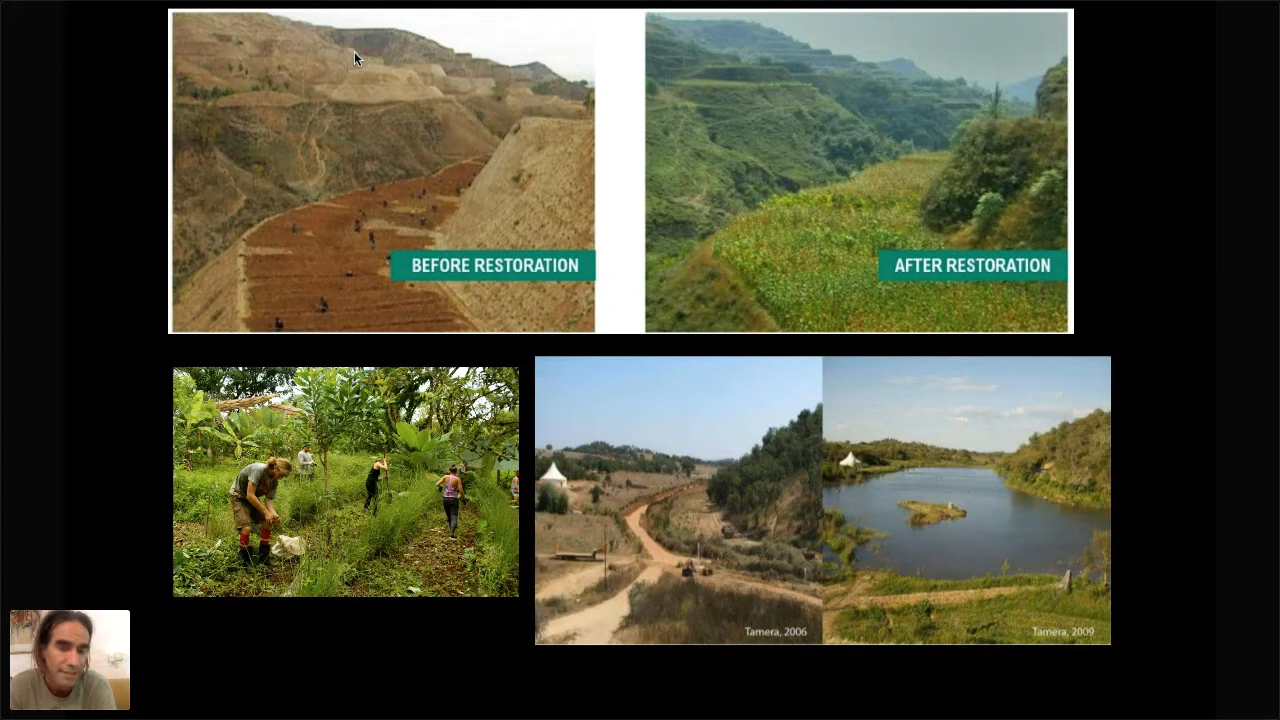 BEFORE RESTORATION
AFTER RESTORATION
Tamera, 2006
Tamera, 2009